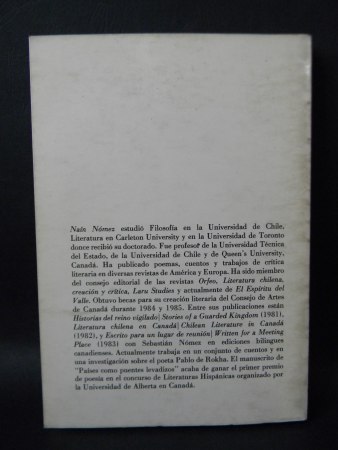 Naín Nómez estudió Filosofía en la Universidad de Chile,
Literatura en Carleton University y en la Universidad de Toronto
donce recibió su doctorado. Fue profesor de la Universidad Técnica
del Estado, de la Universidad de Chile y de Queen's University,
Canadá. Ha publicado poemas, cuentos y trabajos de crítica
literaria en diversas revistas de América y Europa. Ha sido miembro
del consejo editorial de las revistas Orfeo, Literatura chilena,
creación y crítica, Lara Studies y actualmente de El Espíritu del
Valle. Obtuvo becas para su creación literaria del Consejo de Artes
de Canadá durante 1984 y 1985. Entre sus publicaciones están
Historias del reino vigilado/Stories of a Guarded Kingdom (1981),
Literatura chilena en Canadá/Chilean Literature in Canadá
(1982), y Escrito para un lugar de reunión/Written for a Meeting
Place (1983) con Sebastián Nómez en ediciones bilingues
canadienses. Actualmente trabaja en un conjunto de cuentos y en
una investigación sobre el poeta Pablo de Rokha. El manuscrito de
"Países como puentes levadizos" acaba de ganar el primer premio
de poesía en el concurso de Literaturas Hispánicas organizado por
la Universidad de Alberta en Canadá.